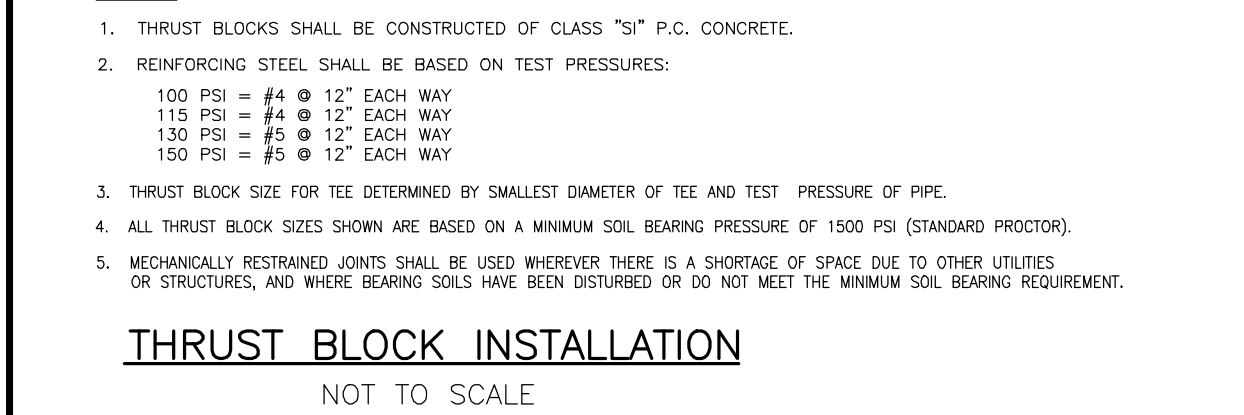 1. THRUST BLOCKS SHALL BE CONSTRUCTED OF CLASS "SI" P.C. CONCRETE.
2. REINFORCING STEEL SHALL BE BASED ON TEST PRESSURES:
100 PSI = #4 @ 12" EACH WAY
115 PSI = #4 @ 12" EACH WAY
130 PSI = #5 @ 12" EACH WAY
150 PSI = #5 @ 12" EACH WAY
3. THRUST BLOCK SIZE FOR TEE DETERMINED BY SMALLEST DIAMETER OF TEE AND TEST PRESSURE OF PIPE.
4. ALL THRUST BLOCK SIZES SHOWN ARE BASED ON A MINIMUM SOIL BEARING PRESSURE OF 1500 PSI (STANDARD PROCTOR).
5. MECHANICALLY RESTRAINED JOINTS SHALL BE USED WHEREVER THERE IS A SHORTAGE OF SPACE DUE TO OTHER UTILITIES
OR STRUCTURES, AND WHERE BEARING SOILS HAVE BEEN DISTURBED OR DO NOT MEET THE MINIMUM SOIL BEARING REQUIREMENT.
THRUST BLOCK INSTALLATION
NOT TO SCALE